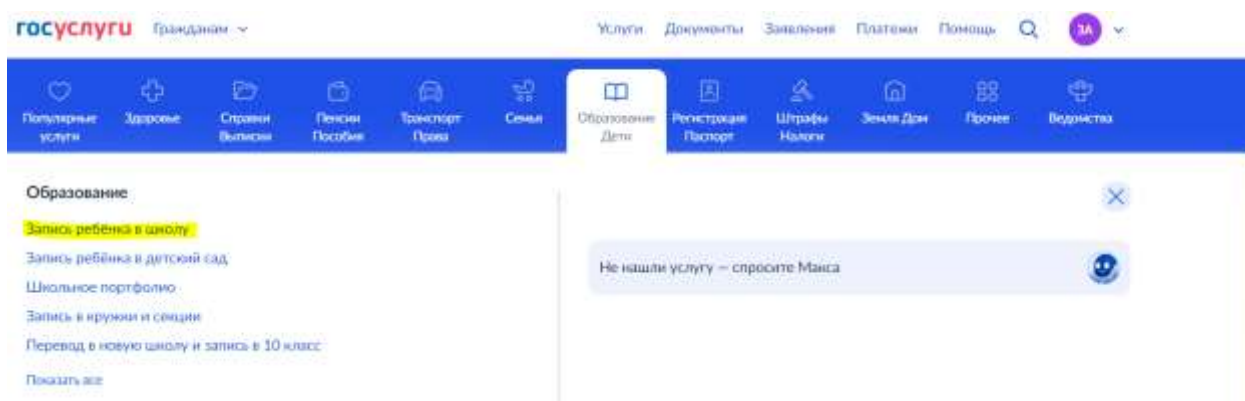 госуслуги Гражданам Услуги Документы Заявления Платежи Помощь ЗА
Популярные услуги
Здоровье
Справки Выписки
Пенсии Пособия
Транспорт Права
Семья
Образование Дети
Регистрация Паспорт
Штрафы Налоги
Земля Дом
Прочее
Ведомства
Образование
Запись ребёнка в школу
Запись ребёнка в детский сад
Школьное портфолио
Запись в кружки и секции
Перевод в новую школу и запись в 10 класс
Показать все
Не нашли услугу – спросите Макса